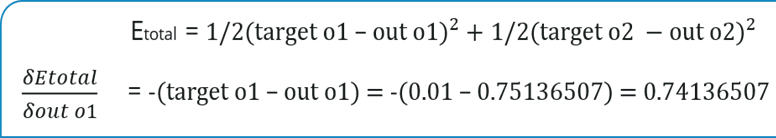 Etotal = 1/2(target o1 – out o1)² + 1/2(target o2 − out o2)²
δEtotal
δout o1
= -(target o1 – out o1) = -(0.01 – 0.75136507) = 0.74136507